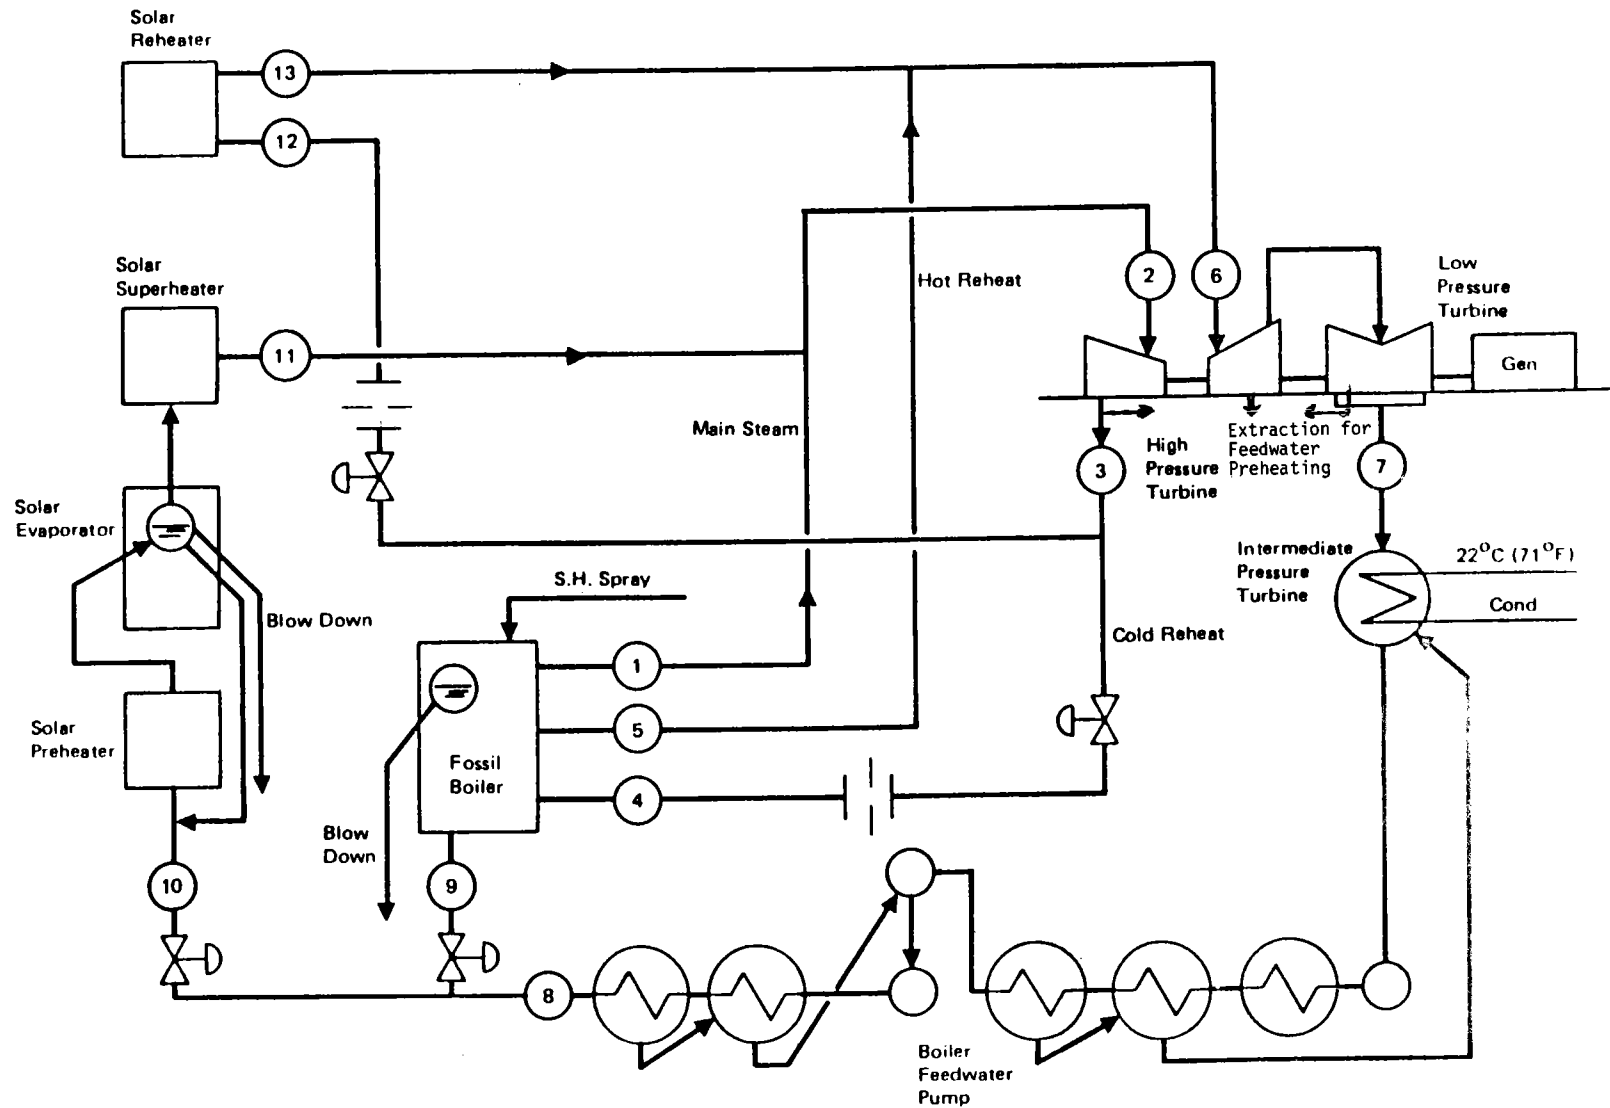 Solar
Reheater
13
12
Solar
Superheater
11
2
6
Hot Reheat
Low
Pressure
Turbine
Gen
Main Steam
Extraction for
Feedwater
Preheating
High
Pressure
Turbine
3
7
Solar
Evaporator
Blow Down
S.H. Spray
Intermediate
Pressure
Turbine
22°C (71°F)
Cond
Cold Reheat
1
5
4
Solar
Preheater
Fossil
Boiler
Blow
Down
10
9
8
Boiler
Feedwater
Pump